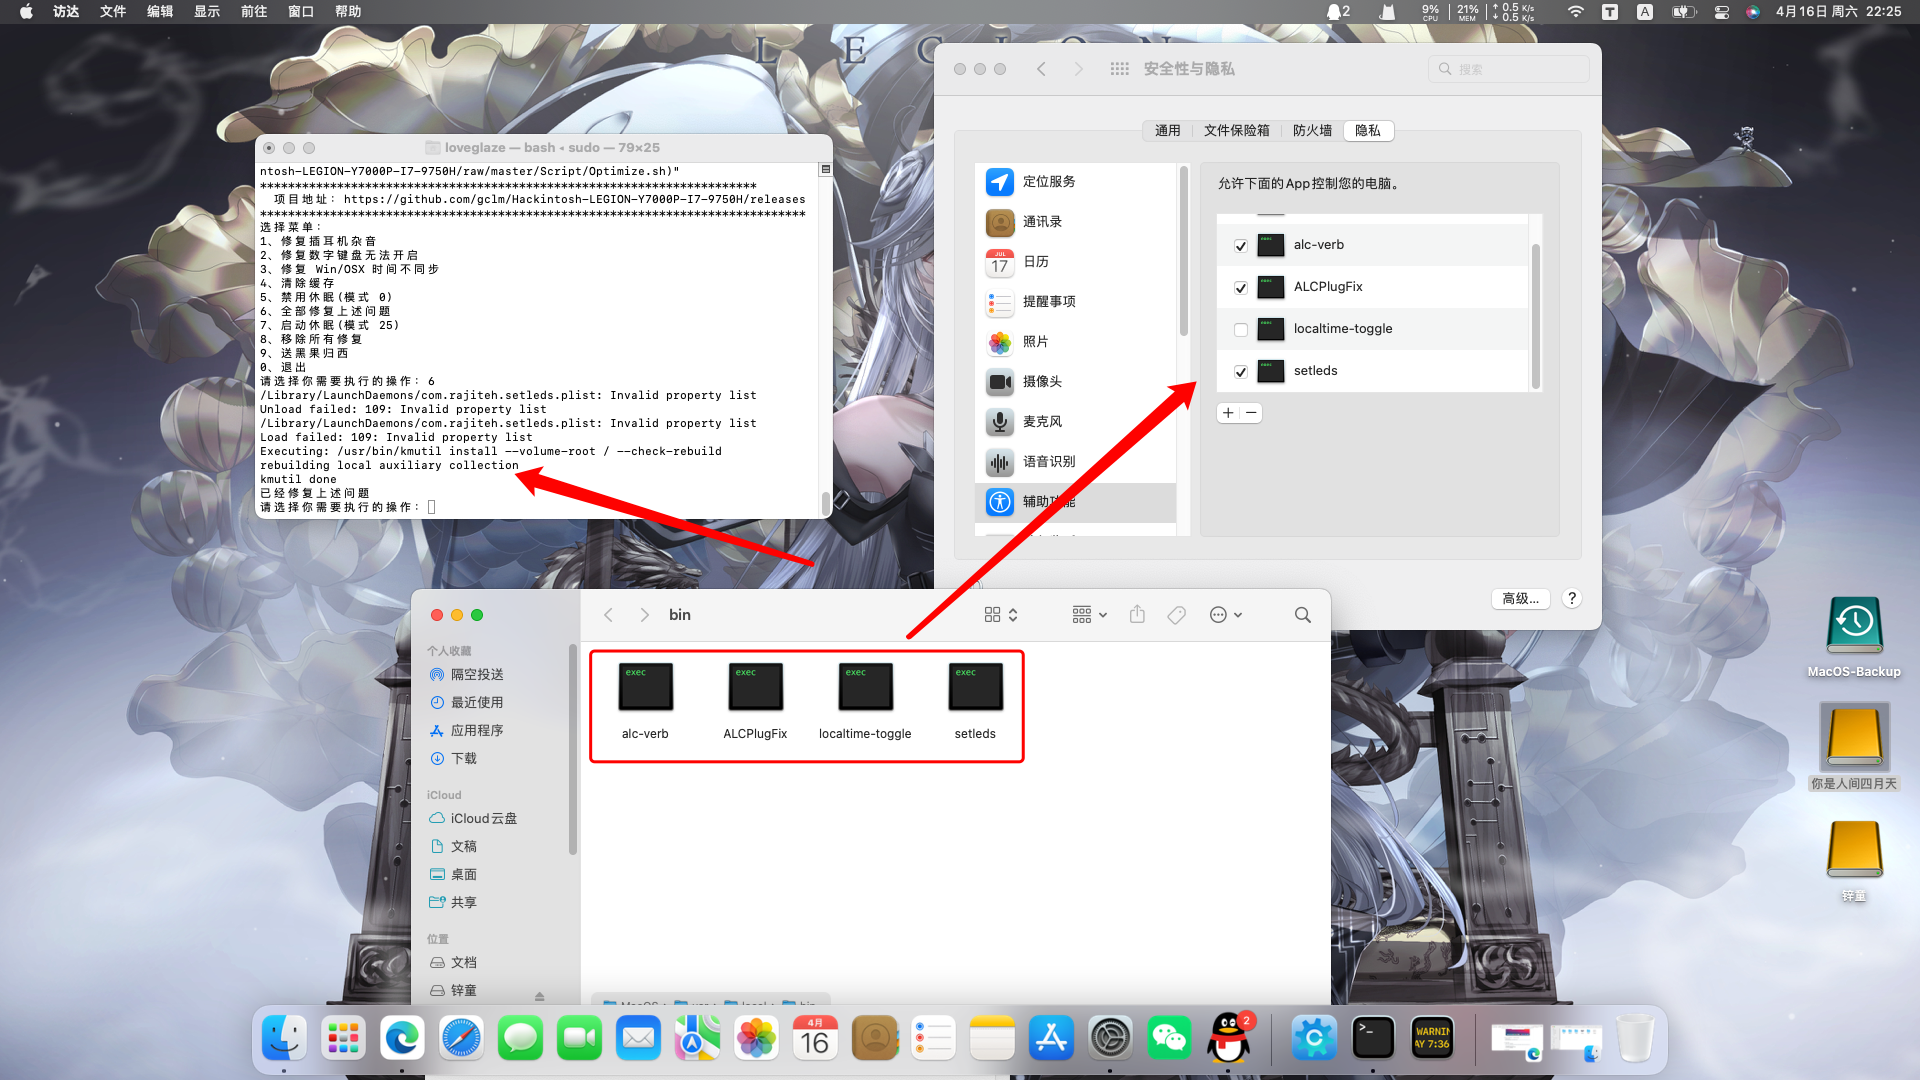 访达 文件 编辑 显示 前往 窗口 帮助
2
9%
CPU
21%
MEM
↑ 0.5 K/s
↓ 0.5 K/s
T
A
4月16日 周六 22:25
L E G I O N
loveglaze — bash ◂ sudo — 79×25
ntosh-LEGION-Y7000P-I7-9750H/raw/master/Script/Optimize.sh)"
***********************************************************************
项目地址: https://github.com/gclm/Hackintosh-LEGION-Y7000P-I7-9750H/releases
******************************************************************************
选择菜单:
1、修复插耳机杂音
2、修复数字键盘无法开启
3、修复 Win/OSX 时间不同步
4、清除缓存
5、禁用休眠(模式 0)
6、全部修复上述问题
7、启动休眠(模式 25)
8、移除所有修复
9、送黑果归西
0、退出
请选择你需要执行的操作: 6
/Library/LaunchDaemons/com.rajiteh.setleds.plist: Invalid property list
Unload failed: 109: Invalid property list
/Library/LaunchDaemons/com.rajiteh.setleds.plist: Invalid property list
Load failed: 109: Invalid property list
Executing: /usr/bin/kmutil install --volume-root / --check-rebuild
rebuilding local auxiliary collection
kmutil done
已经修复上述问题
请选择你需要执行的操作:
安全性与隐私
搜索
通用 文件保险箱 防火墙 隐私
定位服务
通讯录
JUL
17
日历
提醒事项
照片
摄像头
麦克风
语音识别
辅助功能
允许下面的App控制您的电脑。
alc-verb
ALCPlugFix
localtime-toggle
setleds
+ −
高级...
?
bin
个人收藏
隔空投送
最近使用
应用程序
下载
iCloud
iCloud云盘
文稿
桌面
共享
位置
文档
锌童
exec
alc-verb
exec
ALCPlugFix
exec
localtime-toggle
exec
setleds
MacOS usr local bin
MacOS-Backup
你是人间四月天
锌童
4月
16
2
WARNIN
AY 7:36